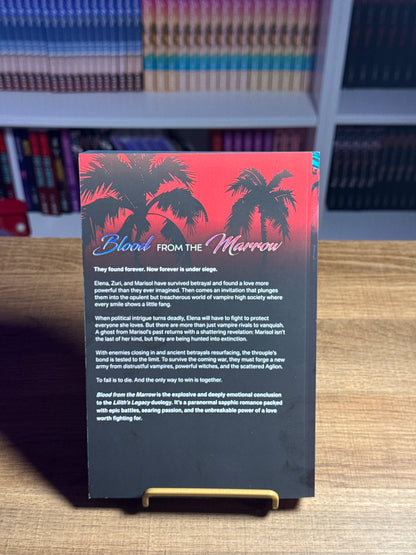 Blood FROM THE Marrow
They found forever. Now forever is under siege.
Elena, Zuri, and Marisol have survived betrayal and found a love more
powerful than they ever imagined. Then comes an invitation that plunges
them into the opulent but treacherous world of vampire high society where
every smile shows a little fang.
When political intrigue turns deadly, Elena will have to fight to protect
everyone she loves. But there are more than just vampire rivals to vanquish.
A ghost from Marisol's past returns with a shattering revelation: Marisol isn't
the last of her kind, but they are being hunted into extinction.
With enemies closing in and ancient betrayals resurfacing, the throuple's
bond is tested to the limit. To survive the coming war, they must forge a new
army from distrustful vampires, powerful witches, and the scattered Aglion.
To fail is to die. And the only way to win is together.
Blood from the Marrow is the explosive and deeply emotional conclusion
to the Lilith's Legacy duology. It's a paranormal sapphic romance packed
with epic battles, searing passion, and the unbreakable power of a love
worth fighting for.